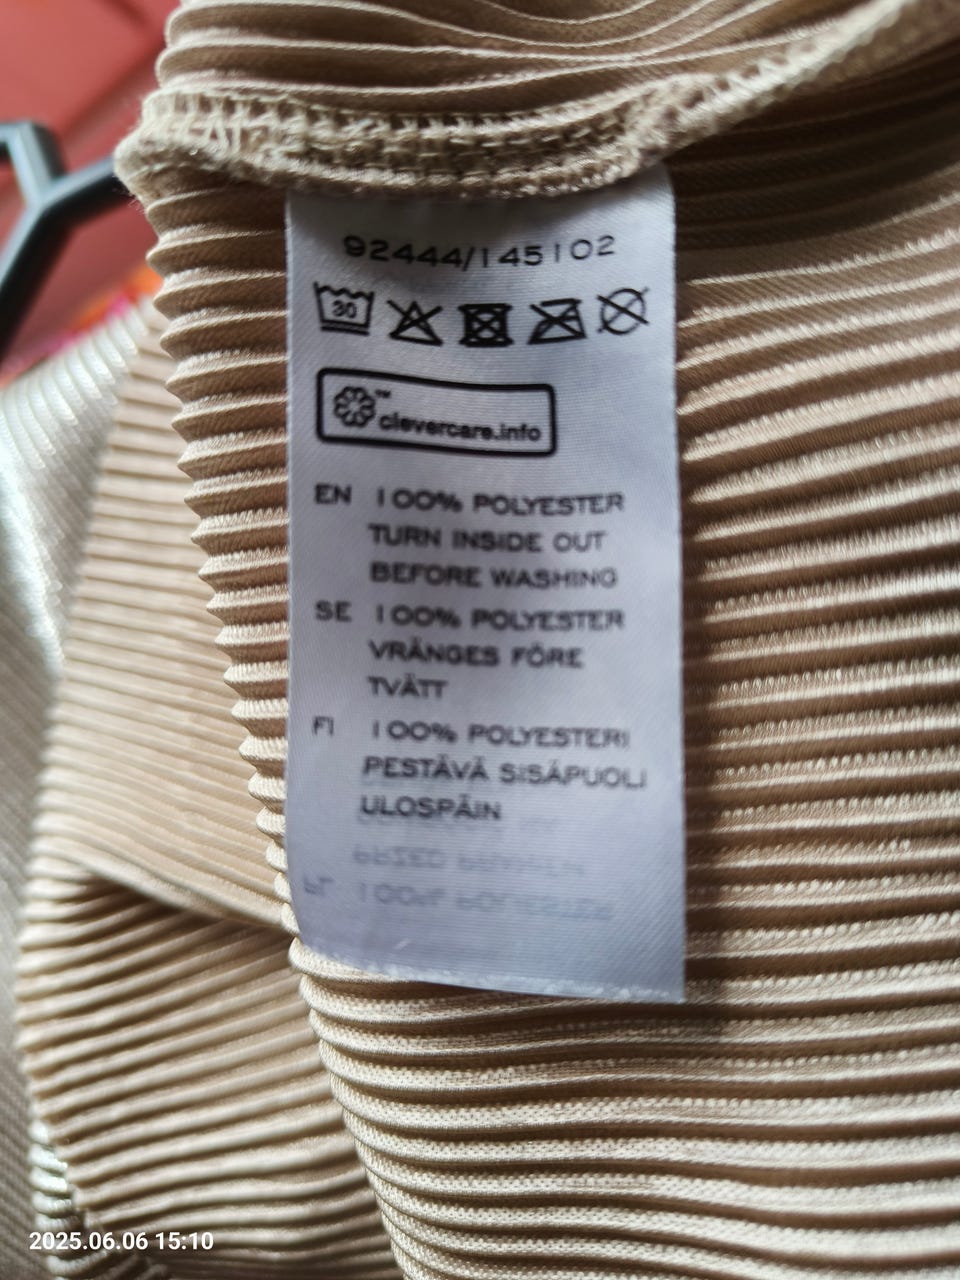 92444/145102
30
™
clevercare.info
EN 100% POLYESTER
TURN INSIDE OUT
BEFORE WASHING
SE 100% POLYESTER
VRÄNGES FÖRE
TVÄTT
FI 100% POLYESTERI
PESTÄVÄ SISÄPUOLI
ULOSPÄIN
2025.06.06 15:10